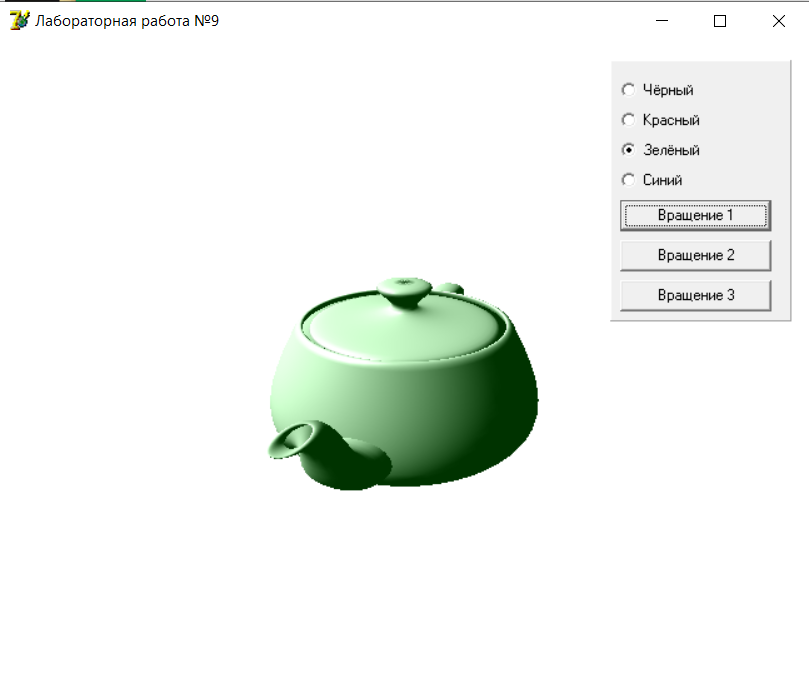 Лабораторная работа №9
Чёрный
Красный
Зелёный
Синий
Вращение 1
Вращение 2
Вращение 3